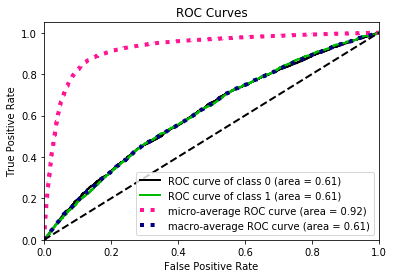 ROC Curves
True Positive Rate
1.0
0.8
0.6
0.4
0.2
0.0
ROC curve of class 0 (area = 0.61)
ROC curve of class 1 (area = 0.61)
micro-average ROC curve (area = 0.92)
macro-average ROC curve (area = 0.61)
0.0 0.2 0.4 0.6 0.8 1.0
False Positive Rate